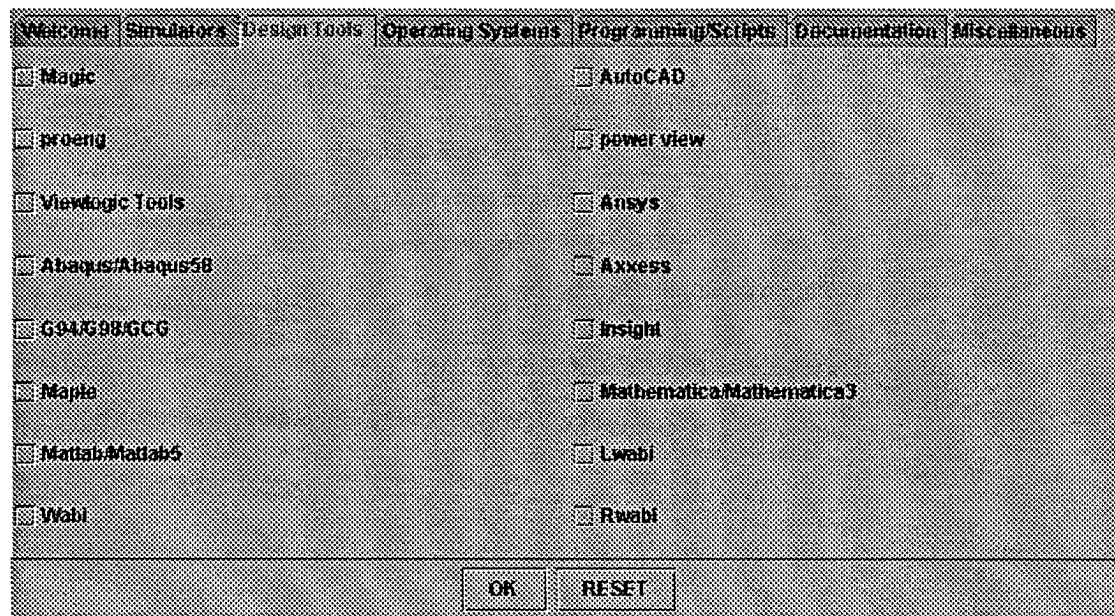 Welcome Simulators Design Tools Operating Systems Programming/Scripts Documentation Miscellaneous
Magic AutoCAD
proeng power view
Viewlogic Tools Ansys
Abaqus/Abaqus58 Axxess
G94/G98/GCG Insight
Maple Mathematica/Mathematica3
Matlab/Matlab5 Lwabi
Wabi Rwabi
OK RESET